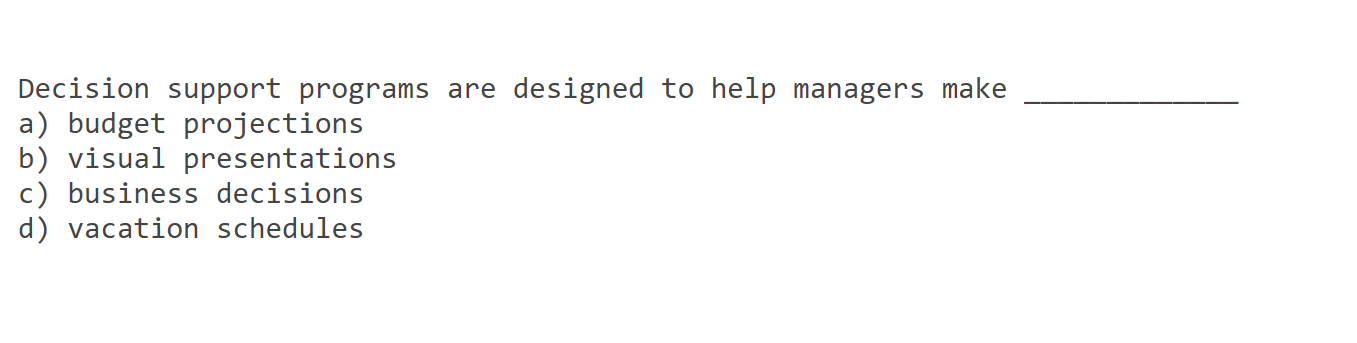 Decision support programs are designed to help managers make _____________
a) budget projections
b) visual presentations
c) business decisions
d) vacation schedules